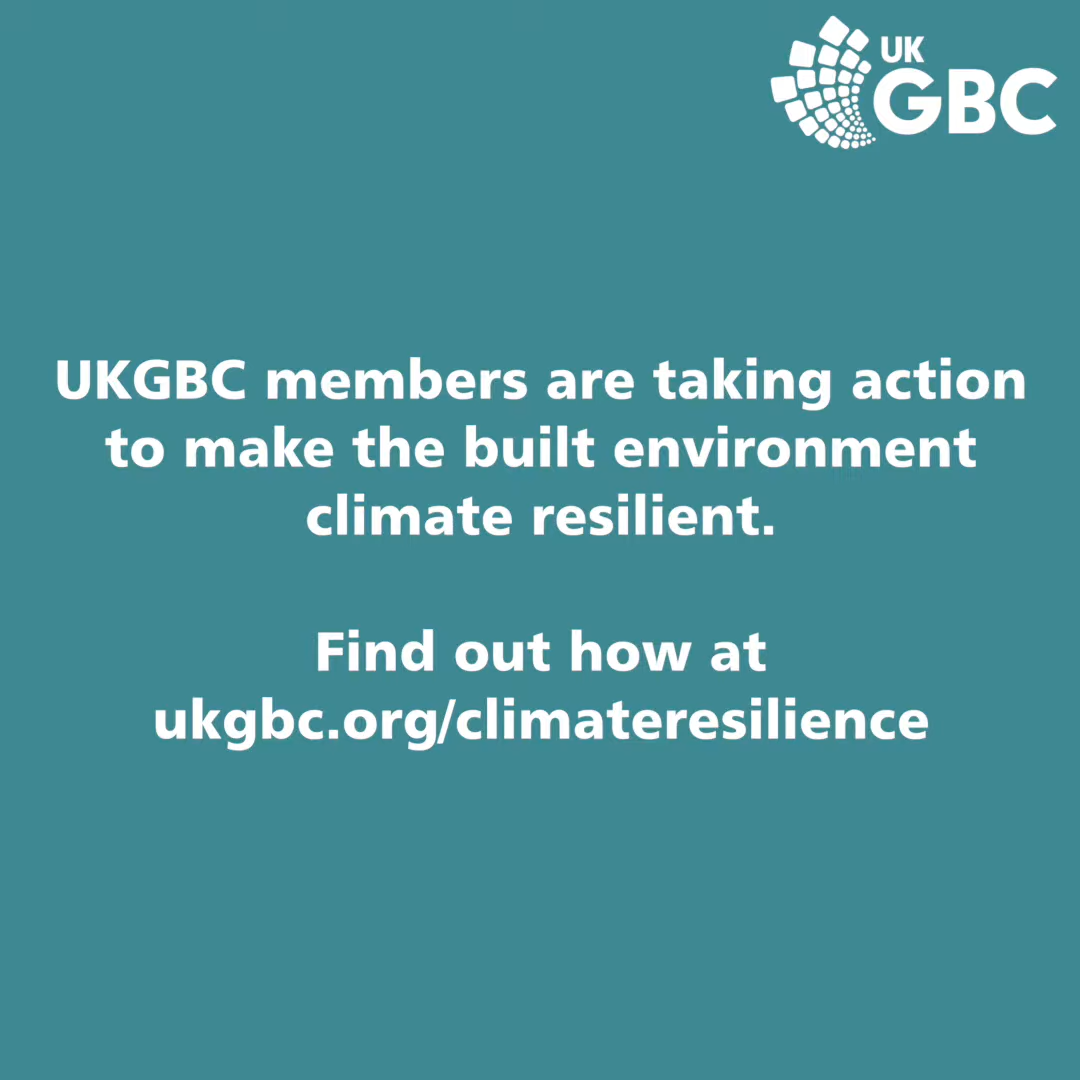 UK
GBC
UKGBC members are taking action
to make the built environment
climate resilient.
Find out how at
ukgbc.org/climateresilience